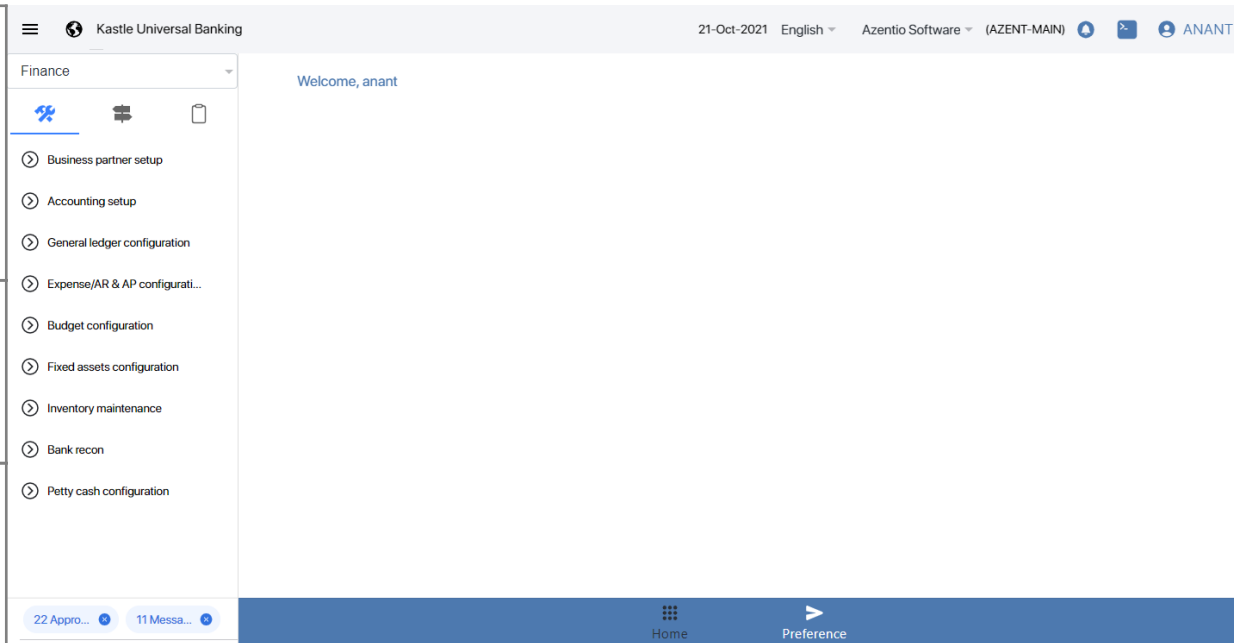 Kastle Universal Banking
21-Oct-2021 English Azentio Software (AZENT-MAIN) ANANT
Finance
Welcome, anant
Business partner setup
Accounting setup
General ledger configuration
Expense/AR & AP configurati...
Budget configuration
Fixed assets configuration
Inventory maintenance
Bank recon
Petty cash configuration
22 Appro... 11 Messa...
Home Preference